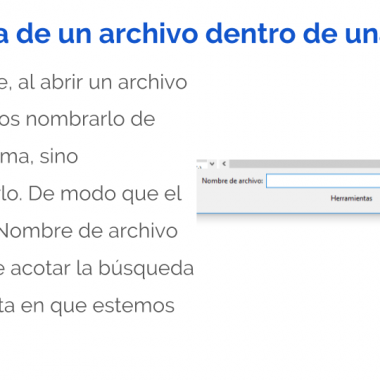 a de un archivo dentro de una
e, al abrir un archivo
os nombrarlo de
ma, sino
rlo. De modo que el
Nombre de archivo
e acotar la búsqueda
ta en que estemos
Nombre de archivo:
Herramientas